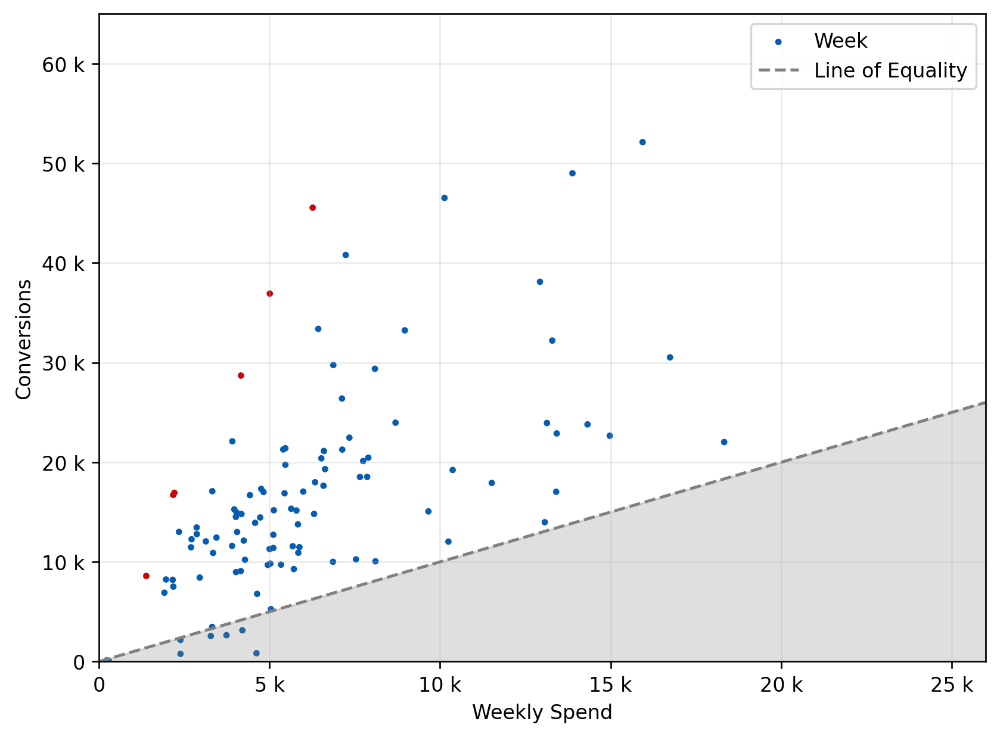 Week
Line of Equality
60 k
50 k
40 k
30 k
20 k
10 k
0
Conversions
0
5 k
10 k
15 k
20 k
25 k
Weekly Spend